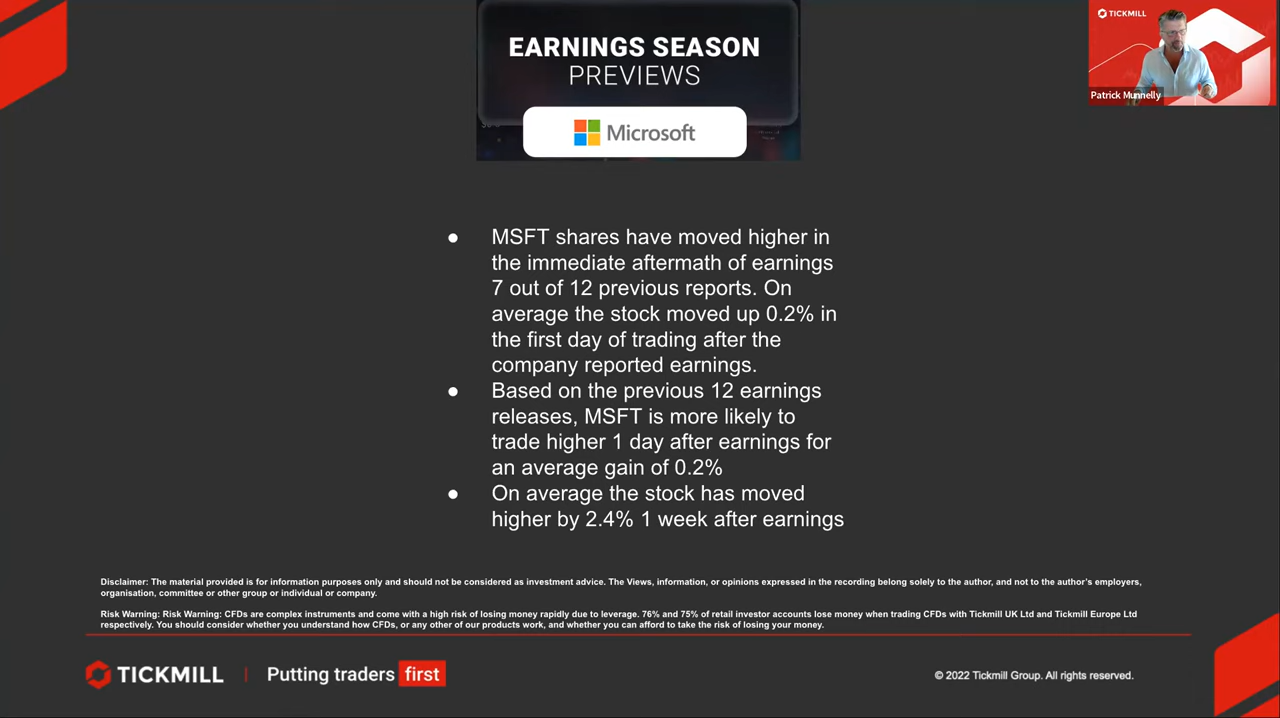 EARNINGS SEASON
PREVIEWS
Microsoft
TICKMILL
Patrick Munnelly
● MSFT shares have moved higher in
the immediate aftermath of earnings
7 out of 12 previous reports. On
average the stock moved up 0.2% in
the first day of trading after the
company reported earnings.
● Based on the previous 12 earnings
releases, MSFT is more likely to
trade higher 1 day after earnings for
an average gain of 0.2%
● On average the stock has moved
higher by 2.4% 1 week after earnings
Disclaimer: The material provided is for information purposes only and should not be considered as investment advice. The Views, information, or opinions expressed in the recording belong solely to the author, and not to the author's employers,
organisation, committee or other group or individual or company.
Risk Warning: Risk Warning: CFDs are complex instruments and come with a high risk of losing money rapidly due to leverage. 76% and 75% of retail investor accounts lose money when trading CFDs with Tickmill UK Ltd and Tickmill Europe Ltd
respectively. You should consider whether you understand how CFDs, or any other of our products work, and whether you can afford to take the risk of losing your money.
TICKMILL | Putting traders first
© 2022 Tickmill Group. All rights reserved.